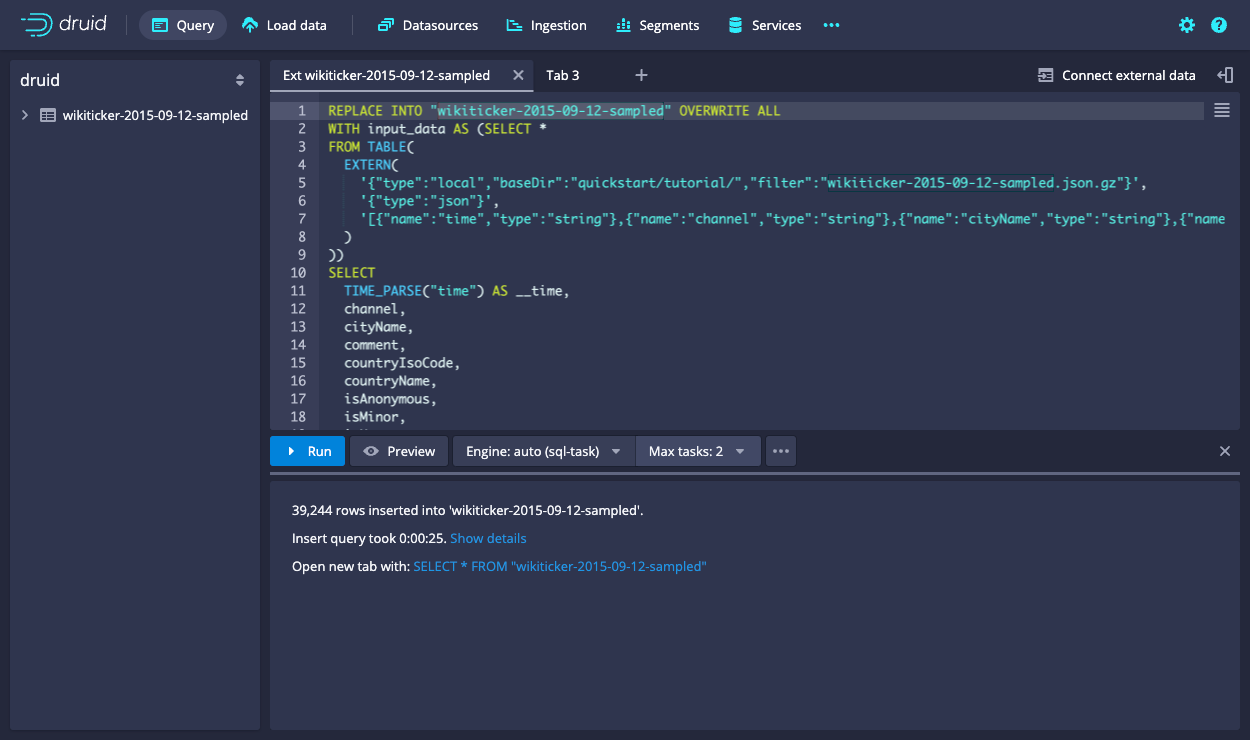 druid Query Load data Datasources Ingestion Segments Services
druid
wikiticker-2015-09-12-sampled
Ext wikiticker-2015-09-12-sampled Tab 3 Connect external data
1 REPLACE INTO "wikiticker-2015-09-12-sampled" OVERWRITE ALL
2 WITH input_data AS (SELECT *
3 FROM TABLE(
4 EXTERN(
5 '{"type":"local","baseDir":"quickstart/tutorial/","filter":"wikiticker-2015-09-12-sampled.json.gz"}',
6 '{"type":"json"}',
7 '[{"name":"time","type":"string"},{"name":"channel","type":"string"},{"name":"cityName","type":"string"},{"name
8 )
9 ))
10 SELECT
11 TIME_PARSE("time") AS __time,
12 channel,
13 cityName,
14 comment,
15 countryIsoCode,
16 countryName,
17 isAnonymous,
18 isMinor,
Run Preview Engine: auto (sql-task) Max tasks: 2
39,244 rows inserted into 'wikiticker-2015-09-12-sampled'.
Insert query took 0:00:25. Show details
Open new tab with: SELECT * FROM "wikiticker-2015-09-12-sampled"